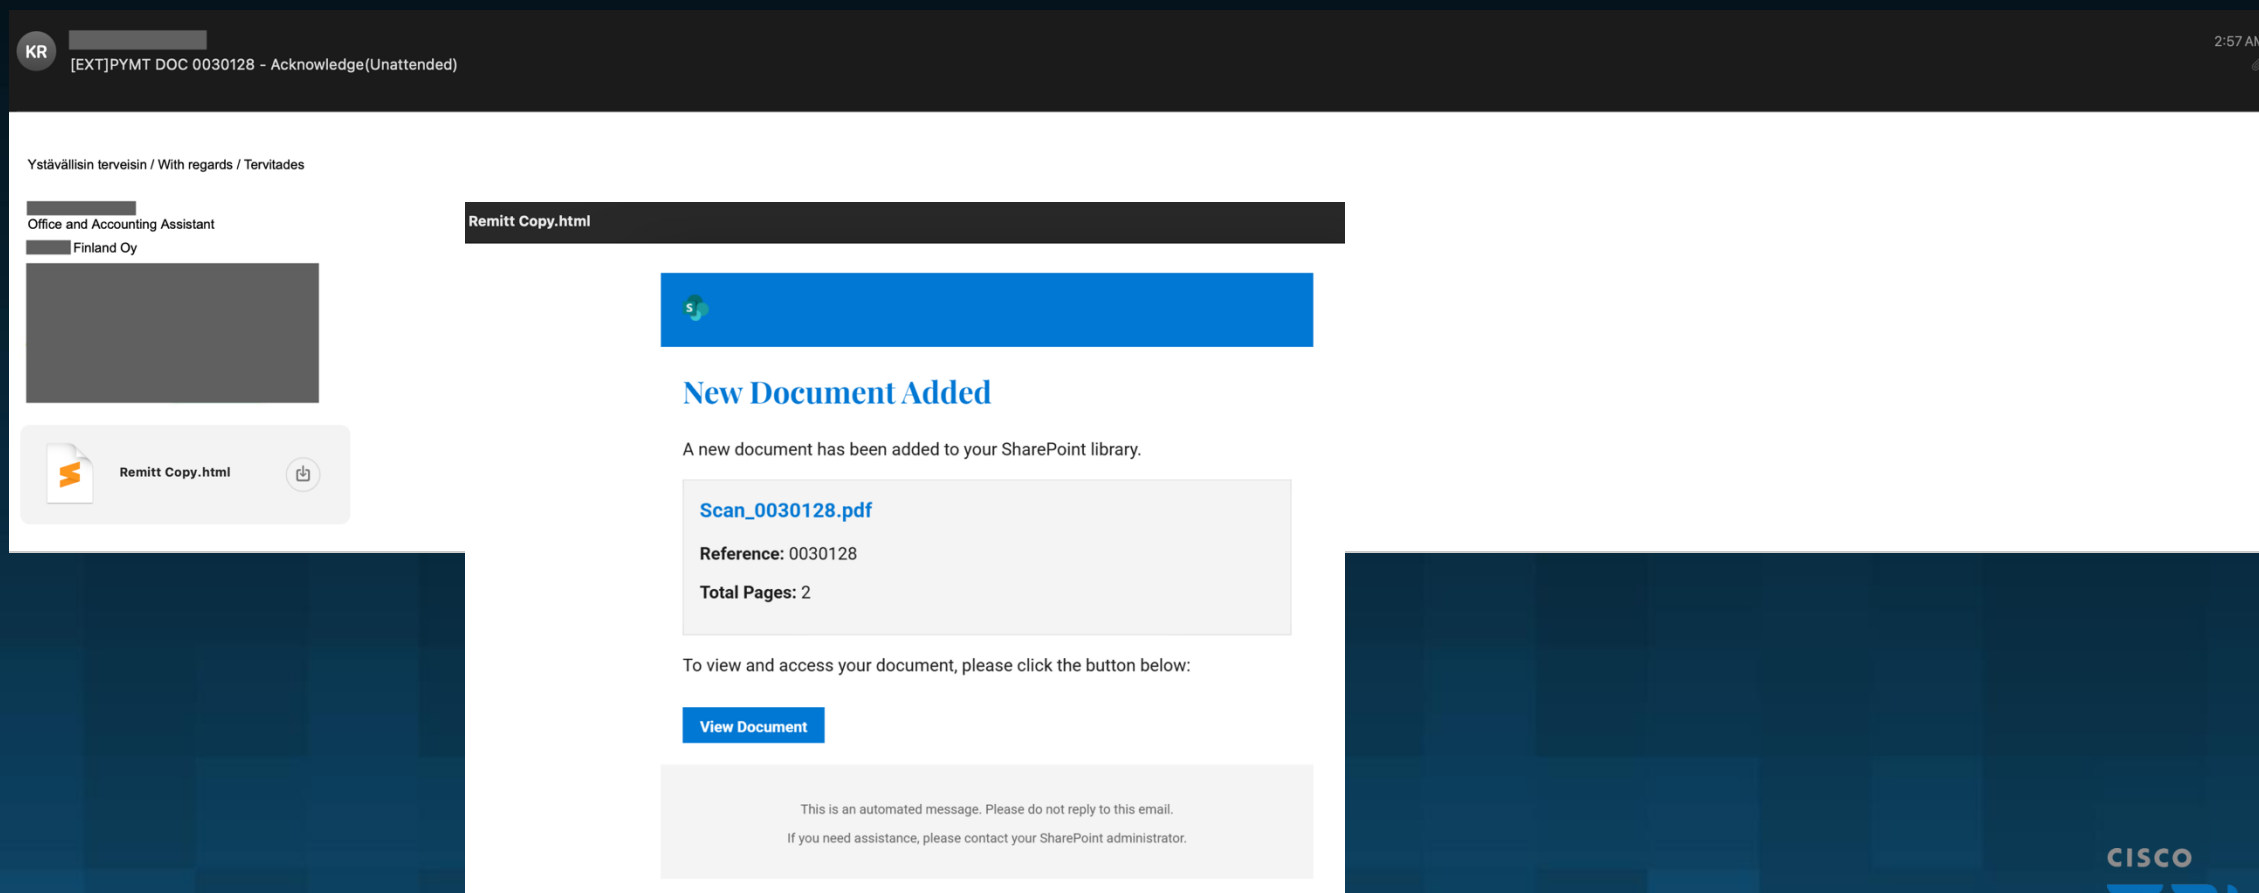 KR
[EXT]PYMT DOC 0030128 - Acknowledge(Unattended)
2:57 AM
Ystävällisin terveisin / With regards / Tervitades
Office and Accounting Assistant
Finland Oy
Remitt Copy.html
Remitt Copy.html
S
New Document Added
A new document has been added to your SharePoint library.
Scan_0030128.pdf
Reference: 0030128
Total Pages: 2
To view and access your document, please click the button below:
View Document
This is an automated message. Please do not reply to this email.
If you need assistance, please contact your SharePoint administrator.
CISCO